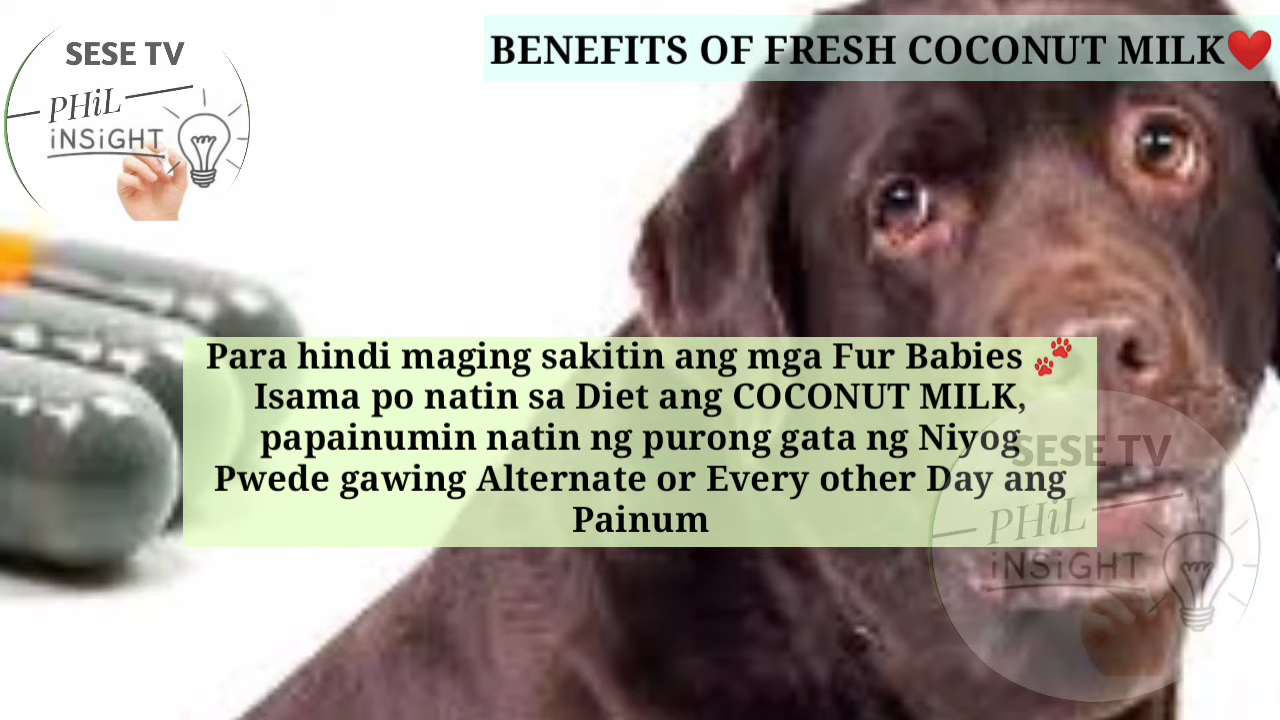 SESE TV
BENEFITS OF FRESH COCONUT MILK❤️
PHiL
iNSiGHT
Para hindi maging sakitin ang mga Fur Babies 🐾
Isama po natin sa Diet ang COCONUT MILK,
papainumin natin ng purong gata ng Niyog
Pwede gawing Alternate or Every other Day ang
Painum
SESE TV
PHiL
iNSiGHT